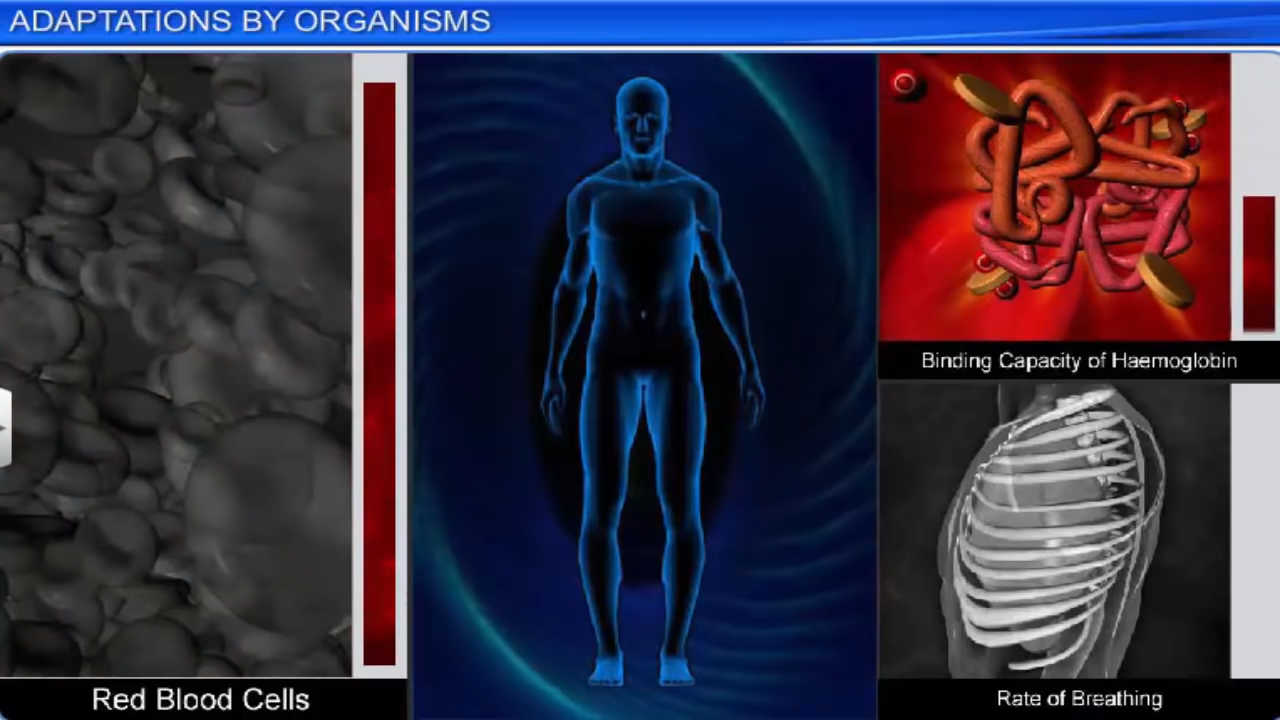 ADAPTATIONS BY ORGANISMS
Red Blood Cells
Binding Capacity of Haemoglobin
Rate of Breathing